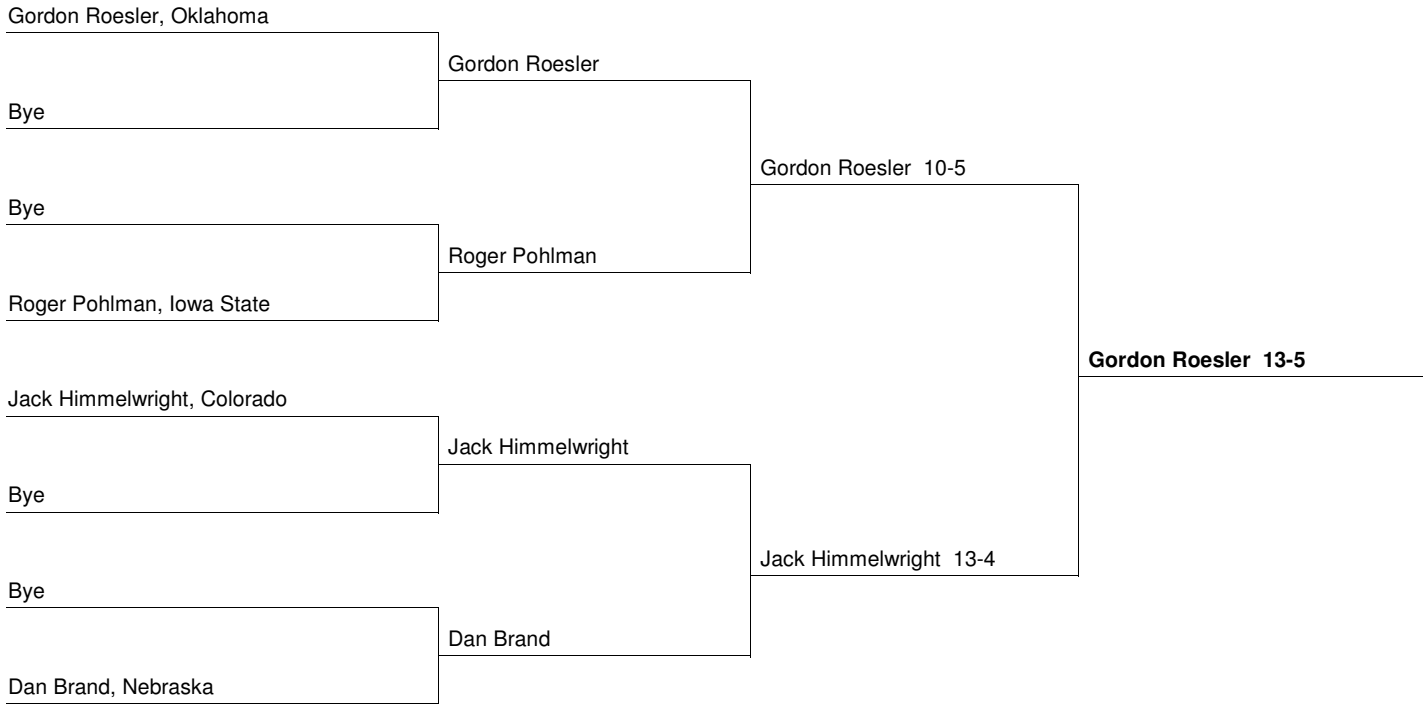 Gordon Roesler, Oklahoma
Gordon Roesler
Bye
Gordon Roesler  10-5
Bye
Roger Pohlman
Roger Pohlman, Iowa State
Gordon Roesler  13-5
Jack Himmelwright, Colorado
Jack Himmelwright
Bye
Jack Himmelwright  13-4
Bye
Dan Brand
Dan Brand, Nebraska